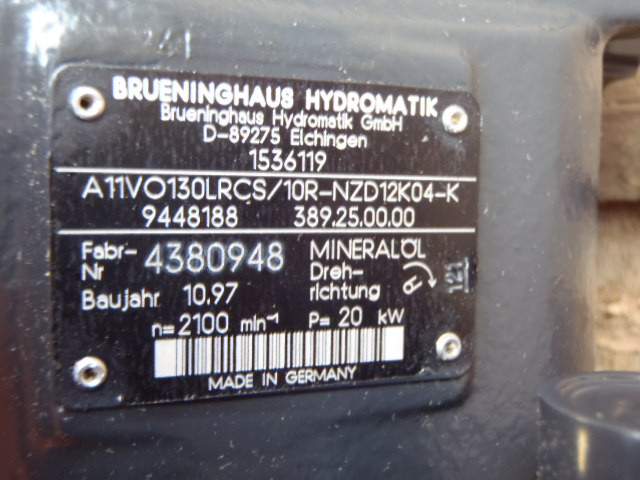 BRUENINGHAUS HYDROMATIK
Brueninghaus Hydromatik GmbH
D-89275 Elchingen
1536119
A11VO130LRCS/10R-NZD12K04-K
9448188 389.25.00.00
Fabr-Nr 4380948 MINERALÖL
Baujahr 10.97 Dreh-
richtung
n=2100 min⁻¹ P= 20 kW
MADE IN GERMANY